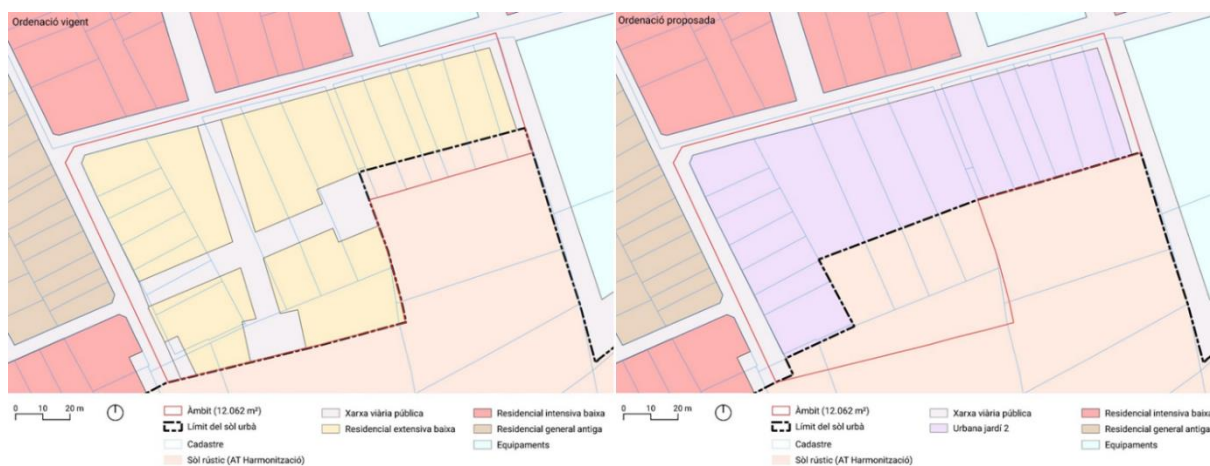 Ordenació vigent
0 10 20 m
Àmbit (12.062 m²)
Límit del sòl urbà
Cadastre
Sòl rústic (AT Harmonització)
Xarxa viària pública
Residencial extensiva baixa
Residencial intensiva baixa
Residencial general antiga
Equipaments
Ordenació proposada
0 10 20 m
Àmbit (12.062 m²)
Límit del sòl urbà
Cadastre
Sòl rústic (AT Harmonització)
Xarxa viària pública
Urbana jardí 2
Residencial intensiva baixa
Residencial general antiga
Equipaments